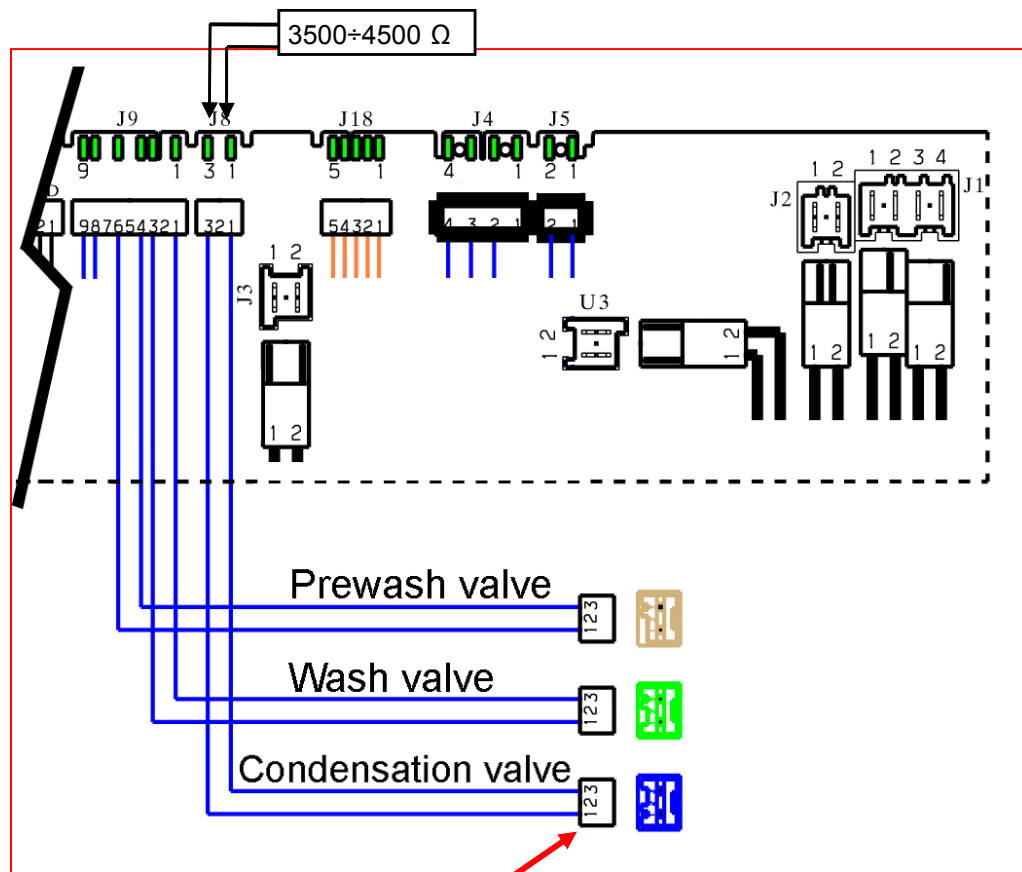 3500÷4500 Ω
J9 J8 J18 J4 J5
9 1 3 1 5 1 4 1 2 1
21 987654321 321 54321 4 3 2 1 2 1
1 2
J2
1 2 3 4
J1
1 2
J3
1 2
U3
1 2
1 2
1 2
1 2
1 2
Prewash valve
123
Wash valve
123
Condensation valve
123